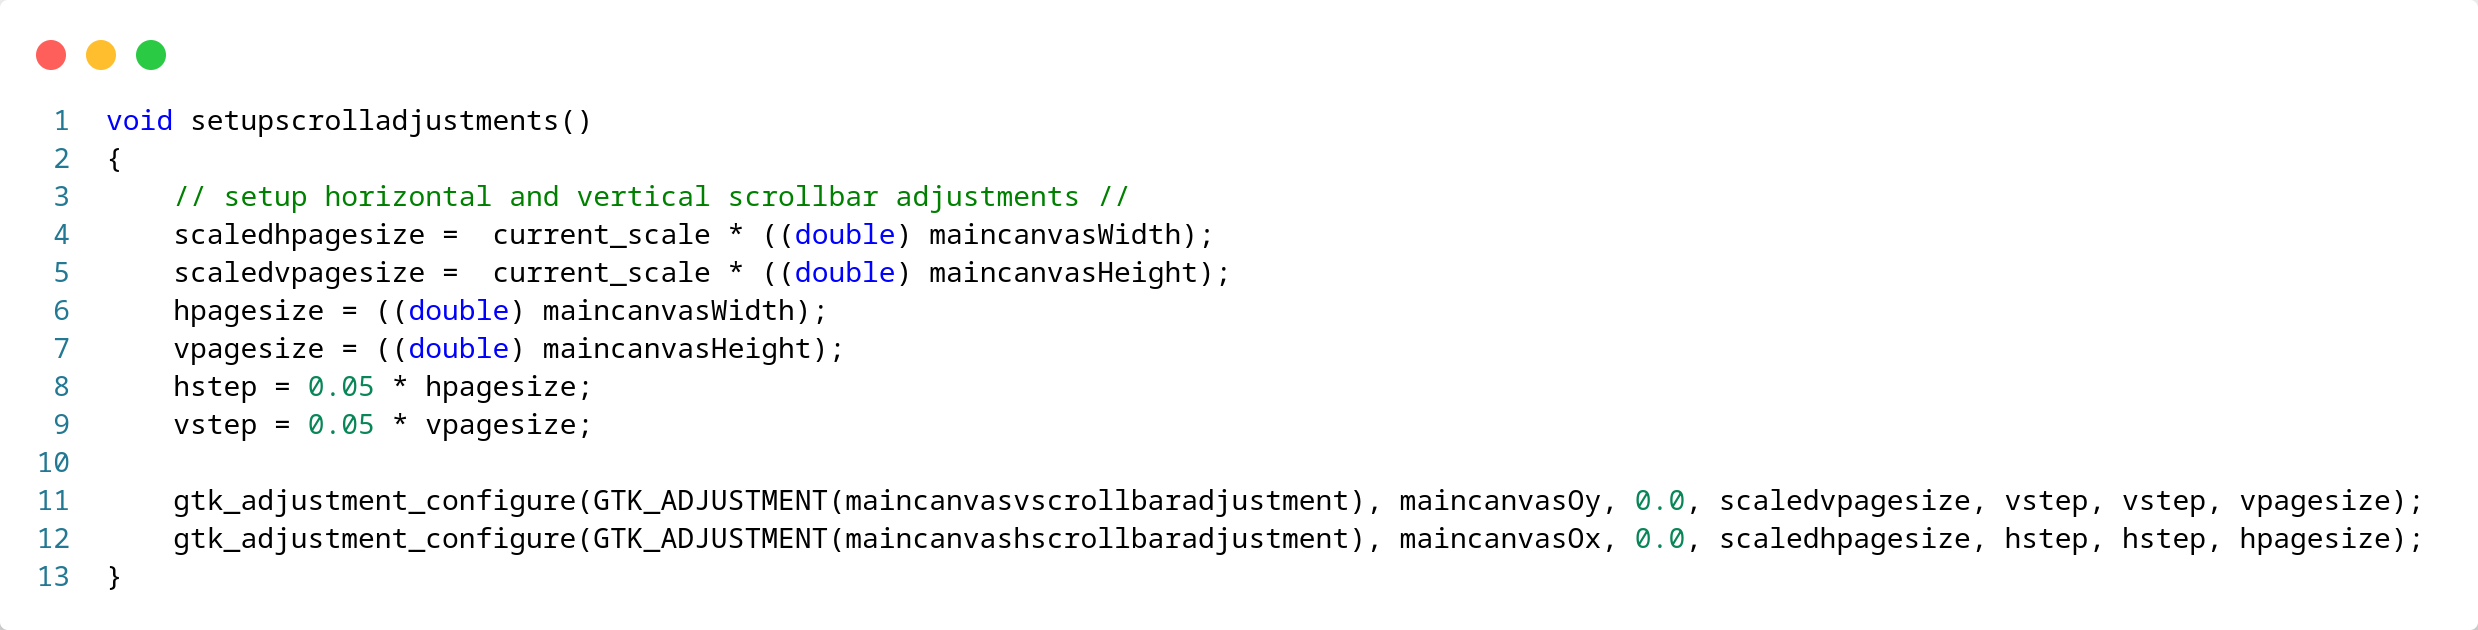 1 void setupscrolladjustments()
2 {
3     // setup horizontal and vertical scrollbar adjustments //
4     scaledhpagesize =  current_scale * ((double) maincanvasWidth);
5     scaledvpagesize =  current_scale * ((double) maincanvasHeight);
6     hpagesize = ((double) maincanvasWidth);
7     vpagesize = ((double) maincanvasHeight);
8     hstep = 0.05 * hpagesize;
9     vstep = 0.05 * vpagesize;
10
11     gtk_adjustment_configure(GTK_ADJUSTMENT(maincanvasvscrollbaradjustment), maincanvasOy, 0.0, scaledvpagesize, vstep, vstep, vpagesize);
12     gtk_adjustment_configure(GTK_ADJUSTMENT(maincanvashscrollbaradjustment), maincanvasOx, 0.0, scaledhpagesize, hstep, hstep, hpagesize);
13 }